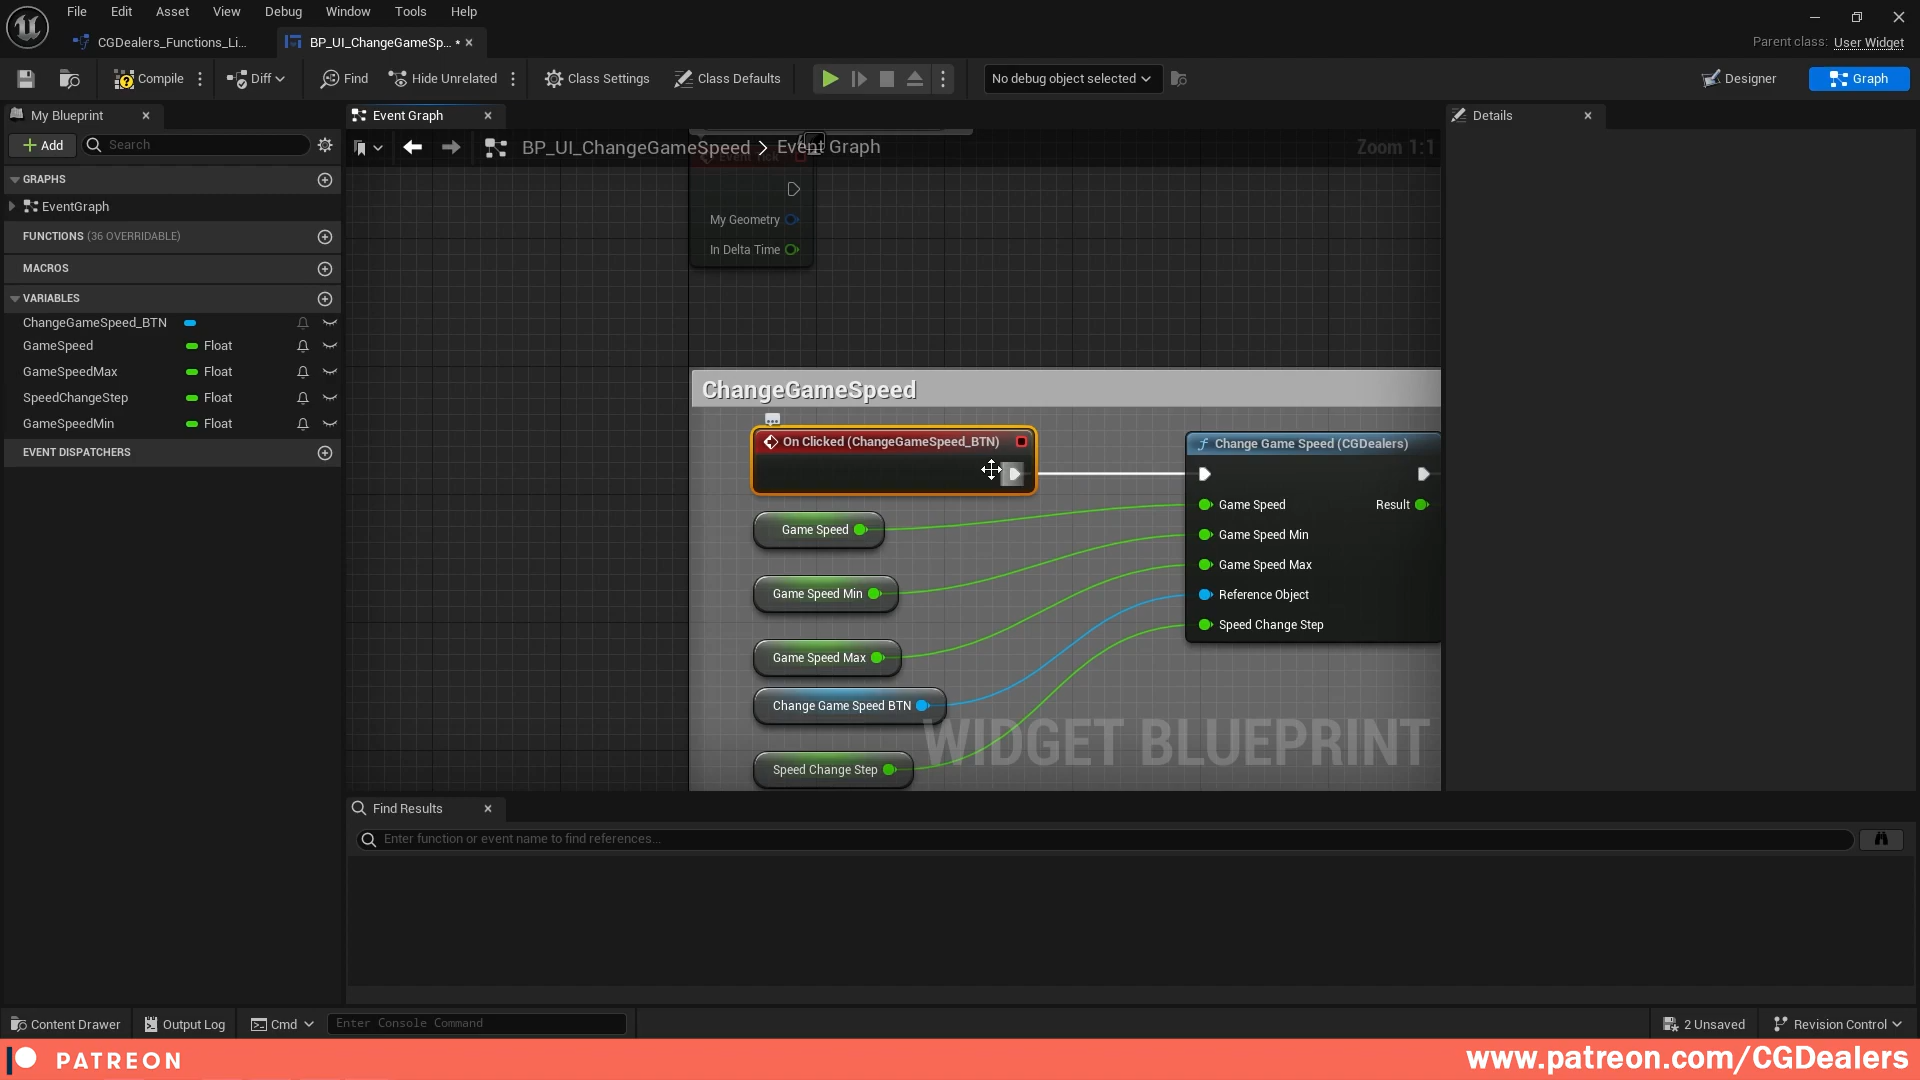 File Edit Asset View Debug Window Tools Help
CGDealers_Functions_Li...
BP_UI_ChangeGameSp... *
Parent class: User Widget
Compile
Diff
Find
Hide Unrelated
Class Settings
Class Defaults
No debug object selected
Designer
Graph
My Blueprint
Event Graph
Details
Add
Search
BP_UI_ChangeGameSpeed > Event Graph
Zoom 1:1
Event Tick
GRAPHS
EventGraph
My Geometry
FUNCTIONS (36 OVERRIDABLE)
In Delta Time
MACROS
VARIABLES
ChangeGameSpeed_BTN
GameSpeed Float
GameSpeedMax Float
SpeedChangeStep Float
GameSpeedMin Float
EVENT DISPATCHERS
ChangeGameSpeed
On Clicked (ChangeGameSpeed_BTN)
Change Game Speed (CGDealers)
Game Speed
Result
Game Speed Min
Game Speed Max
Reference Object
Speed Change Step
Game Speed
Game Speed Min
Game Speed Max
Change Game Speed BTN
Speed Change Step
WIDGET BLUEPRINT
Find Results
Enter function or event name to find references...
Content Drawer
Output Log
Cmd
Enter Console Command
2 Unsaved
Revision Control
PATREON
www.patreon.com/CGDealers